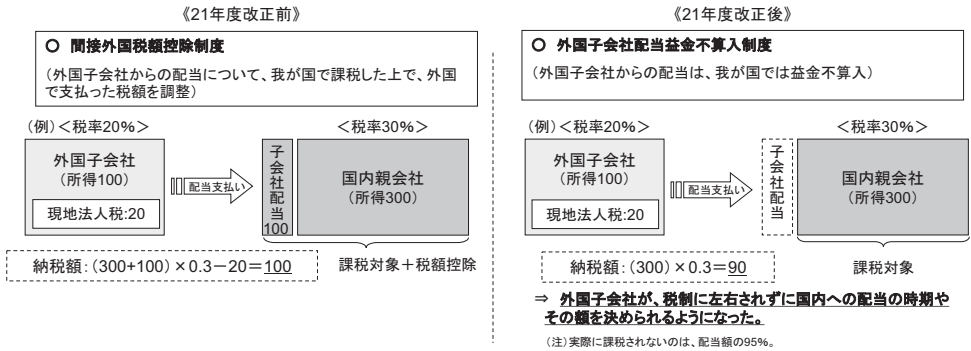 《21年度改正前》
○ 間接外国税額控除制度
(外国子会社からの配当について、我が国で課税した上で、外国
で支払った税額を調整)
(例)<税率20%>
<税率30%>
外国子会社
(所得100)
現地法人税:20
配当支払い
子会社配当100
国内親会社
(所得300)
納税額:(300+100)×0.3-20=100
課税対象+税額控除
《21年度改正後》
○ 外国子会社配当益金不算入制度
(外国子会社からの配当は、我が国では益金不算入)
(例)<税率20%>
<税率30%>
外国子会社
(所得100)
現地法人税:20
配当支払い
子会社配当
国内親会社
(所得300)
納税額:(300)×0.3=90
課税対象
⇒ 外国子会社が、税制に左右されずに国内への配当の時期や
その額を決められるようになった。
(注)実際に課税されないのは、配当額の95%。